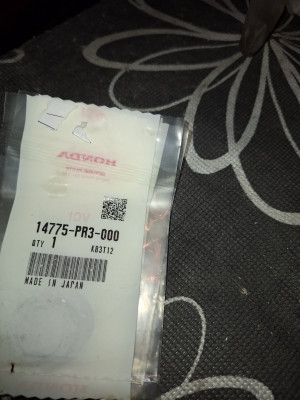 HONDA
14775-PR3-000
QTY 1
KB3T12
MADE IN JAPAN